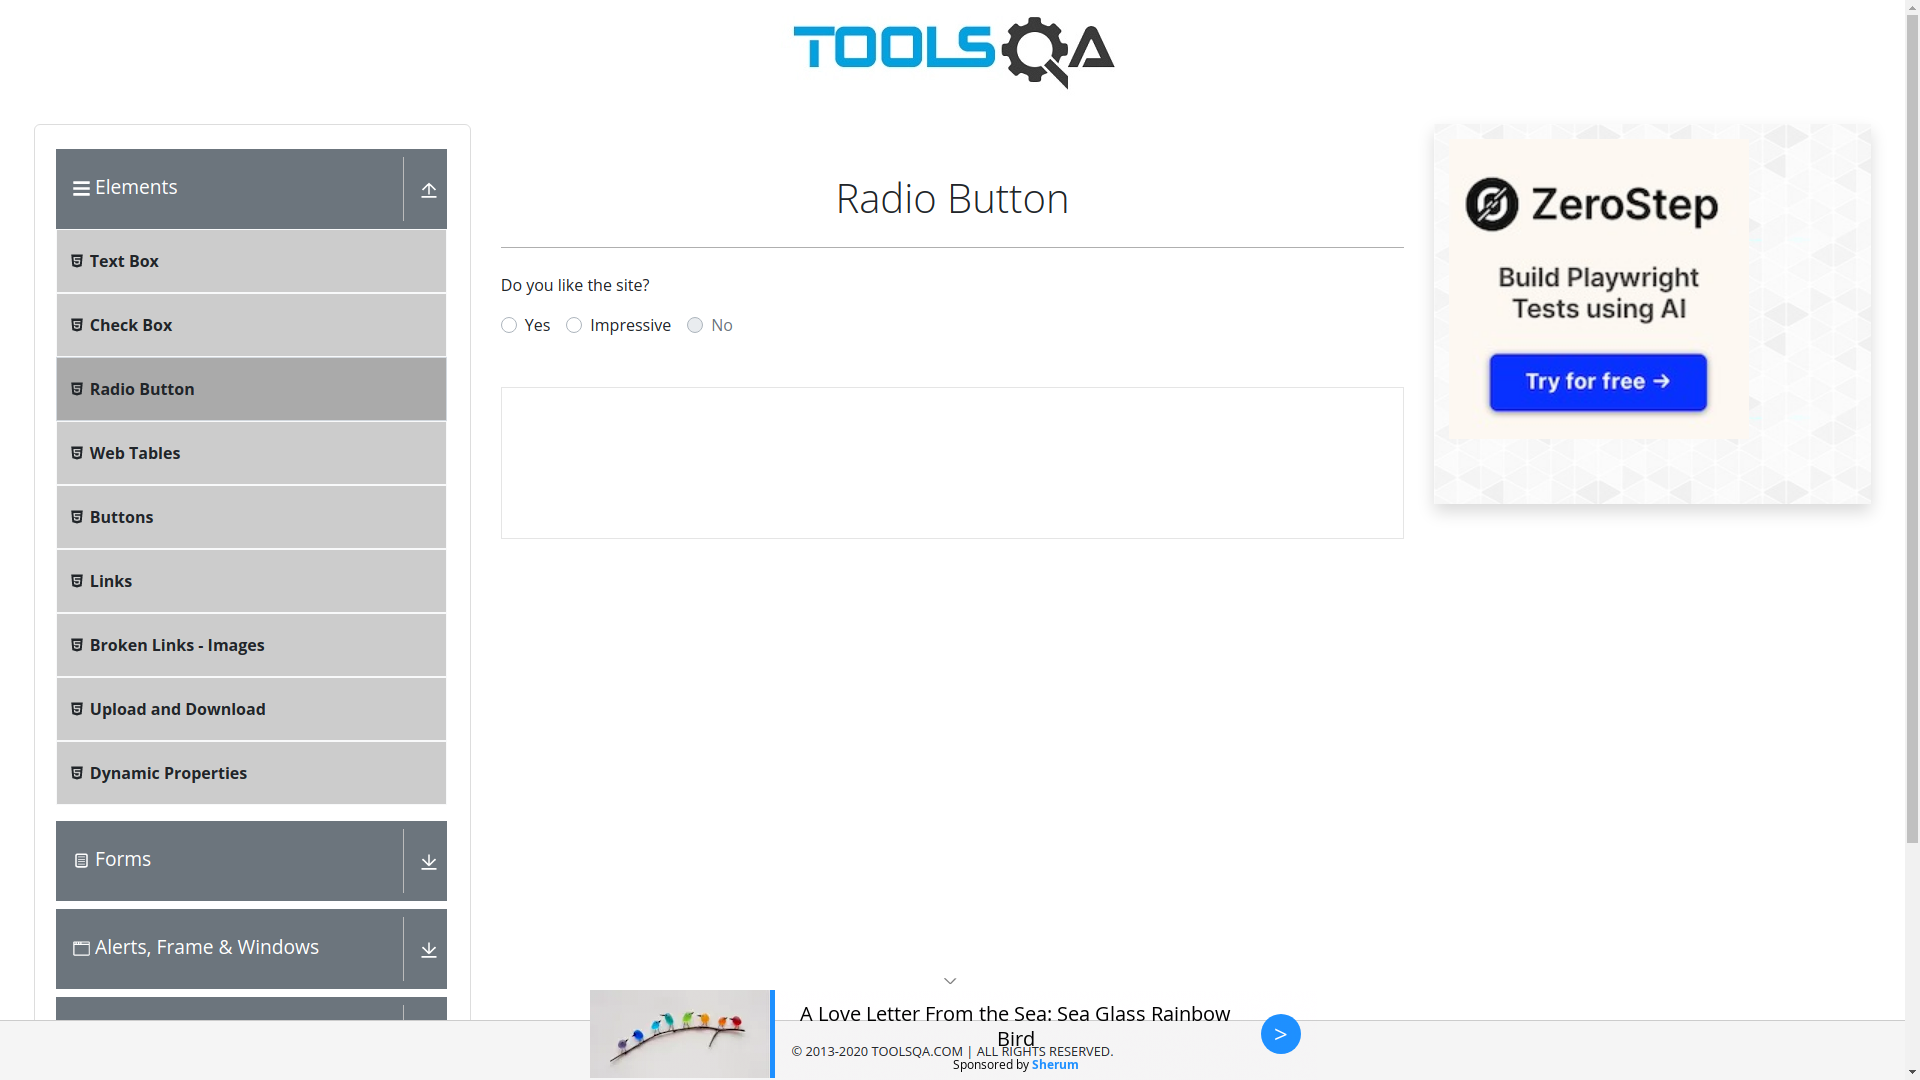 TOOLSQA
Elements
Text Box
Check Box
Radio Button
Web Tables
Buttons
Links
Broken Links - Images
Upload and Download
Dynamic Properties
Forms
Alerts, Frame & Windows
Radio Button
Do you like the site?
Yes Impressive No
ZeroStep
Build Playwright
Tests using AI
Try for free →
A Love Letter From the Sea: Sea Glass Rainbow
Bird
© 2013-2020 TOOLSQA.COM | ALL RIGHTS RESERVED.
Sponsored by Sherum
>